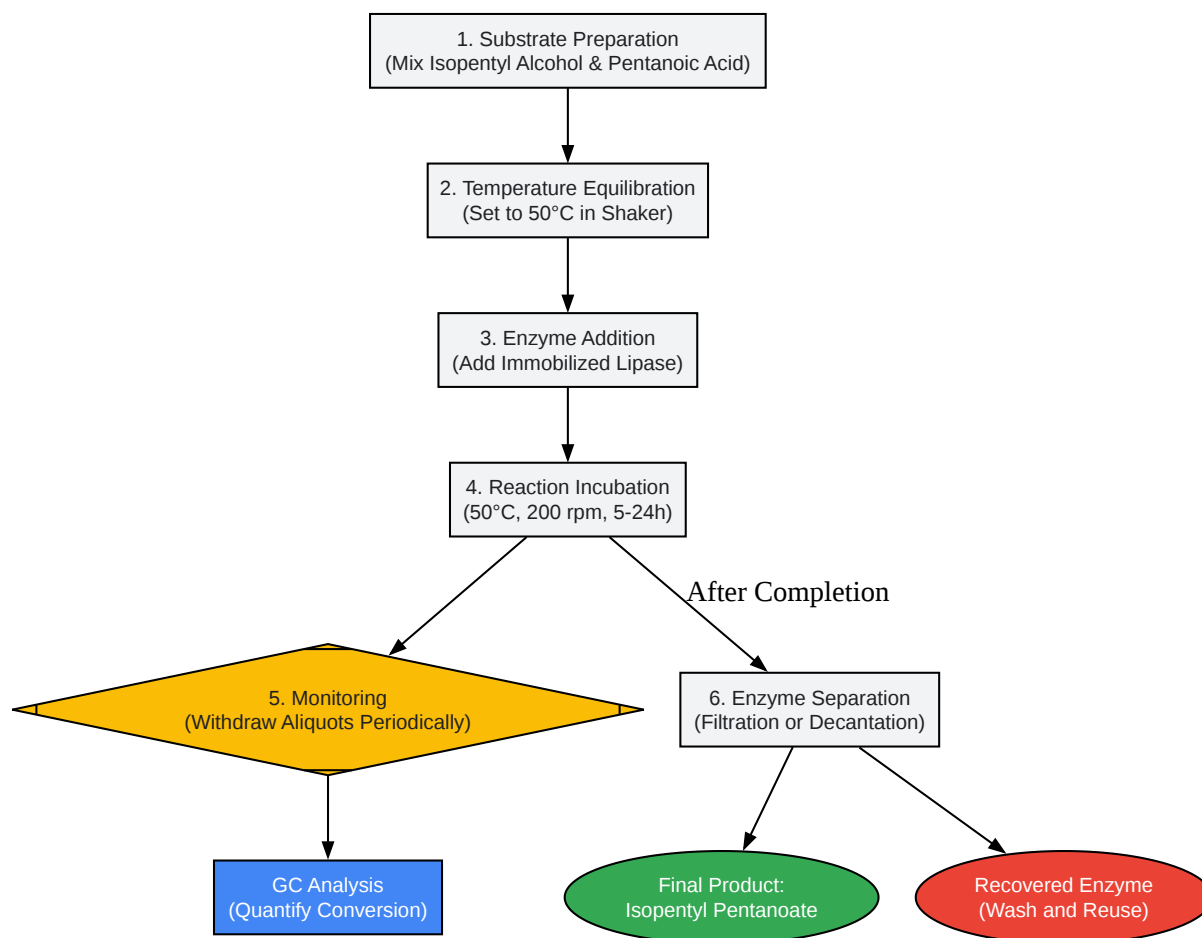 1. Substrate Preparation
(Mix Isopentyl Alcohol & Pentanoic Acid)
2. Temperature Equilibration
(Set to 50°C in Shaker)
3. Enzyme Addition
(Add Immobilized Lipase)
4. Reaction Incubation
(50°C, 200 rpm, 5-24h)
After Completion
5. Monitoring
(Withdraw Aliquots Periodically)
6. Enzyme Separation
(Filtration or Decantation)
GC Analysis
(Quantify Conversion)
Final Product:
Isopentyl Pentanoate
Recovered Enzyme
(Wash and Reuse)